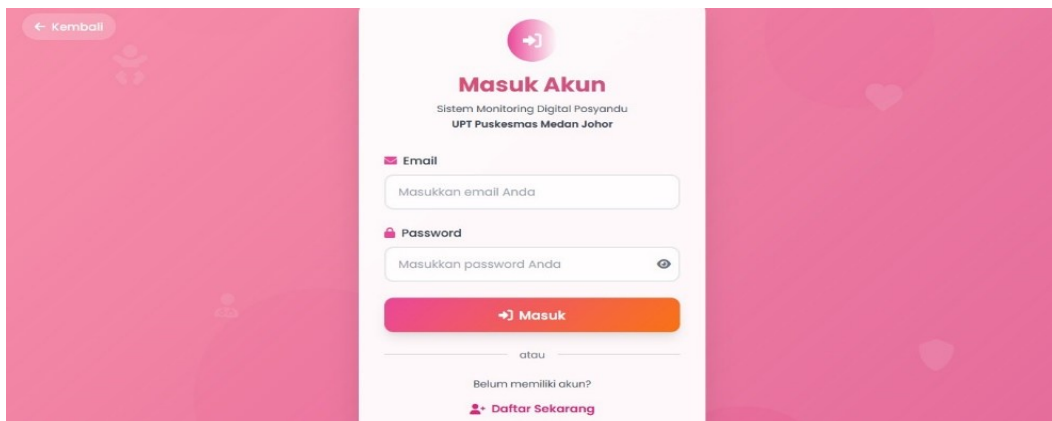 ← Kembali
Masuk Akun
Sistem Monitoring Digital Posyandu
UPT Puskesmas Medan Johor
Email
Masukkan email Anda
Password
Masukkan password Anda
Masuk
atau
Belum memiliki akun?
Daftar Sekarang